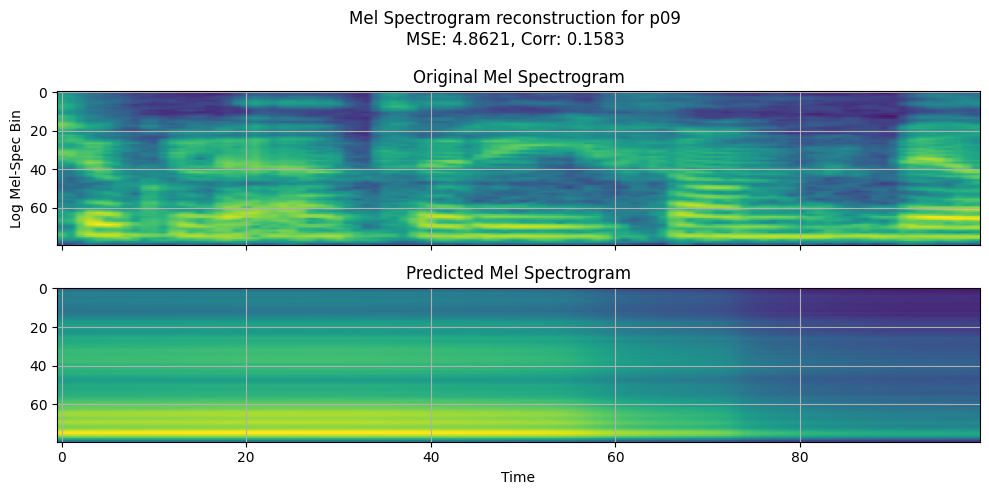 Mel Spectrogram reconstruction for p09
MSE: 4.8621, Corr: 0.1583
Original Mel Spectrogram
0
20
40
60
Log Mel-Spec Bin
Predicted Mel Spectrogram
0
20
40
60
0 20 40 60 80
Time